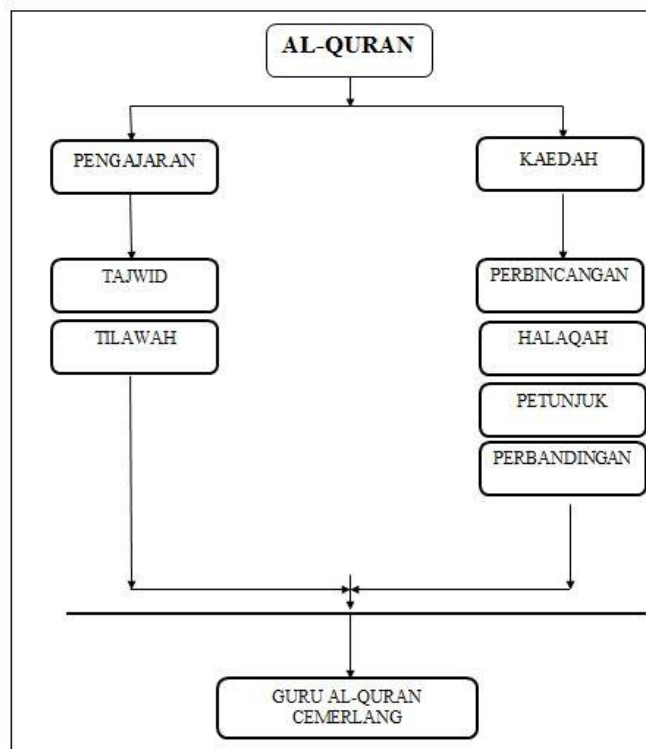 AL-QURAN
PENGAJARAN
KAEDAH
TAJWID
TILAWAH
PERBINCANGAN
HALAQAH
PETUNJUK
PERBANDINGAN
GURU AL-QURAN
CEMERLANG